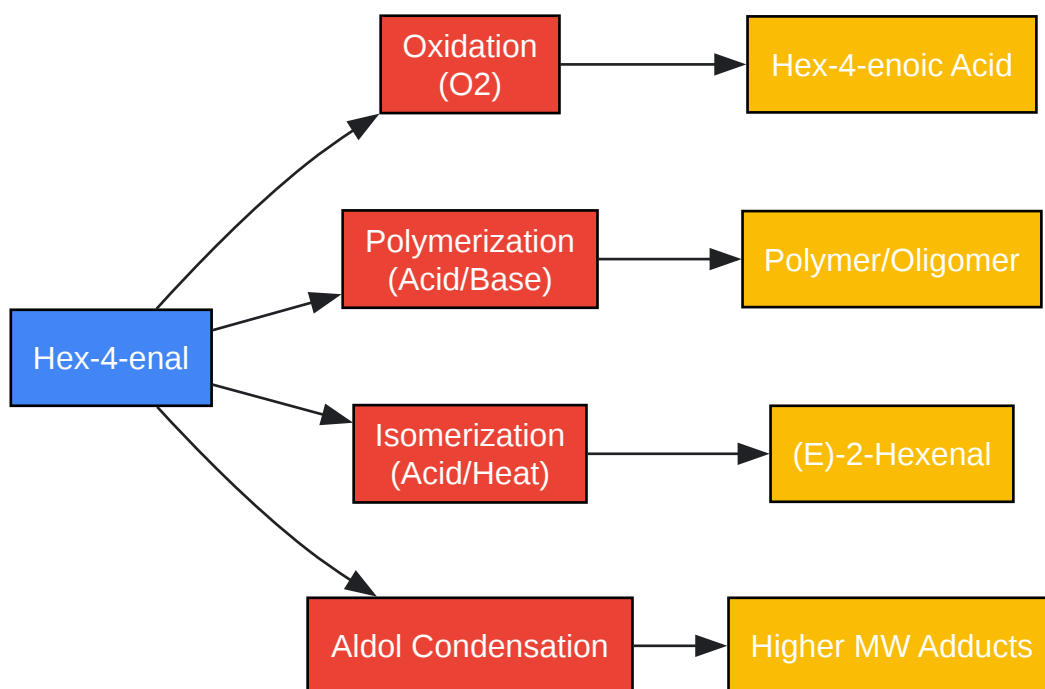 Oxidation
(O2)
Hex-4-enoic Acid
Polymerization
(Acid/Base)
Polymer/Oligomer
Hex-4-enal
Isomerization
(Acid/Heat)
(E)-2-Hexenal
Aldol Condensation
Higher MW Adducts